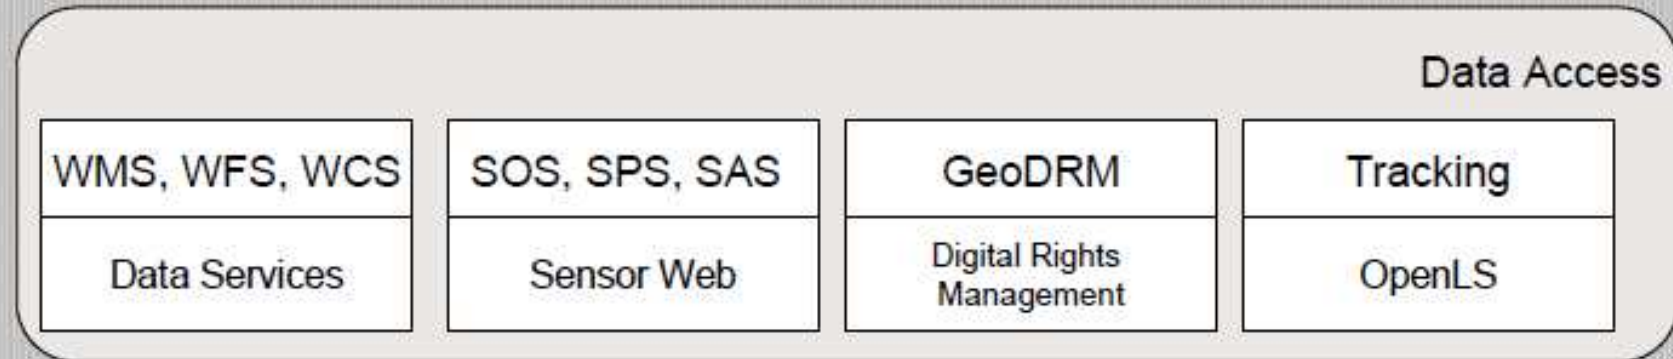 Data Access
WMS, WFS, WCS
Data Services
SOS, SPS, SAS
Sensor Web
GeoDRM
Digital Rights
Management
Tracking
OpenLS